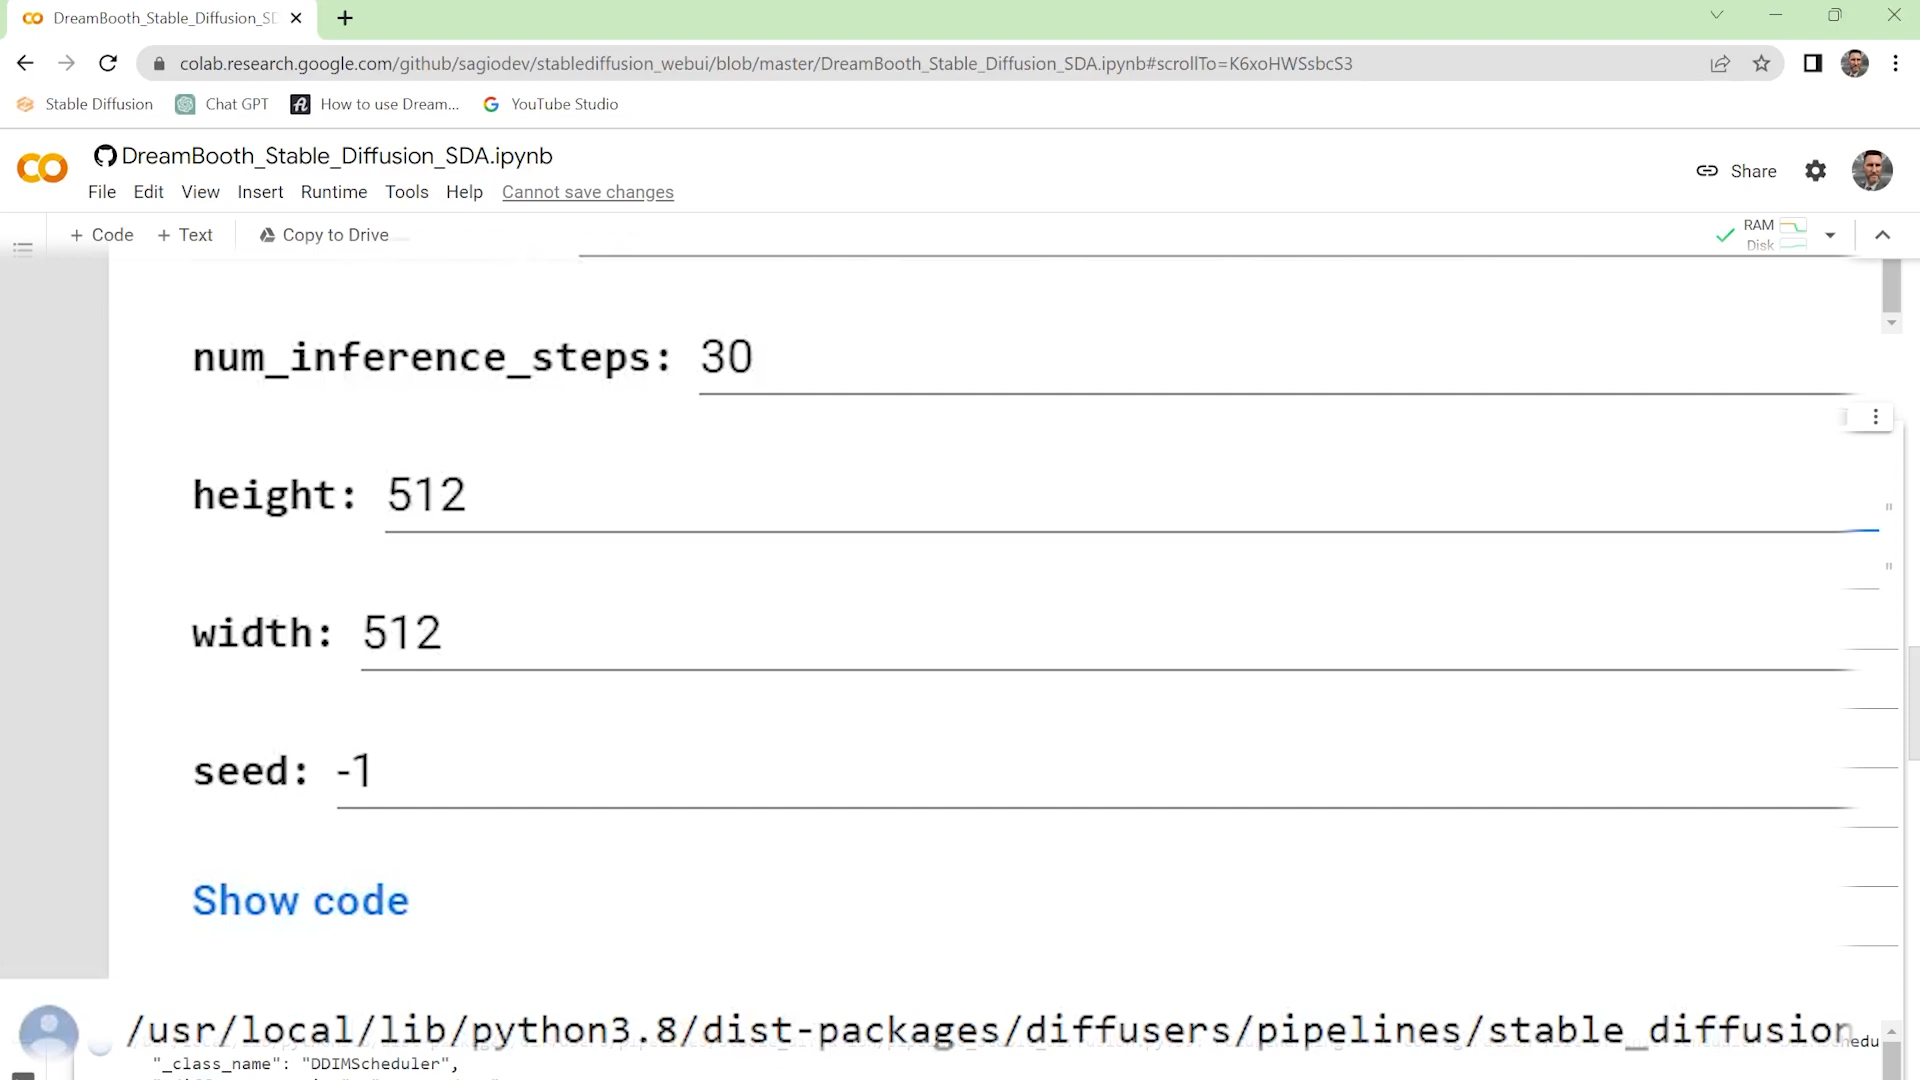 DreamBooth_Stable_Diffusion_SD
colab.research.google.com/github/sagiodev/stablediffusion_webui/blob/master/DreamBooth_Stable_Diffusion_SDA.ipynb#scrollTo=K6xoHWSsbcS3
Stable Diffusion
Chat GPT
How to use Dream...
YouTube Studio
DreamBooth_Stable_Diffusion_SDA.ipynb
Share
File Edit View Insert Runtime Tools Help Cannot save changes
+ Code + Text Copy to Drive
RAM
Disk
num_inference_steps: 30
height: 512
width: 512
seed: -1
Show code
/usr/local/lib/python3.8/dist-packages/diffusers/pipelines/stable_diffusion
"_class_name": "DDIMScheduler",